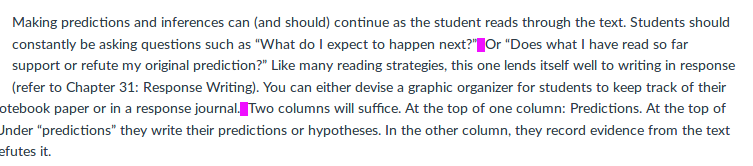 Making predictions and inferences can (and should) continue as the student reads through the text. Students should
constantly be asking questions such as “What do I expect to happen next?” Or “Does what I have read so far
support or refute my original prediction?” Like many reading strategies, this one lends itself well to writing in response
(refer to Chapter 31: Response Writing). You can either devise a graphic organizer for students to keep track of their
otebook paper or in a response journal. Two columns will suffice. At the top of one column: Predictions. At the top of
Under “predictions” they write their predictions or hypotheses. In the other column, they record evidence from the text
efutes it.